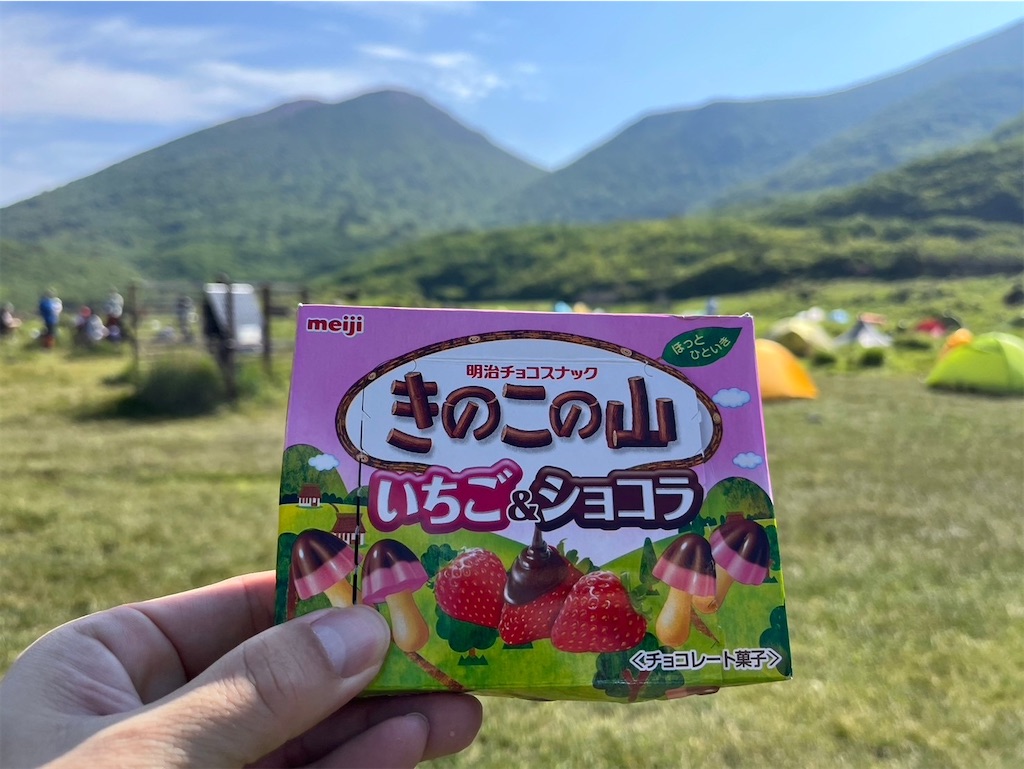 meiji
ほっと
ひといき
明治チョコスナック
きのこの山
いちご&ショコラ
〈チョコレート菓子〉